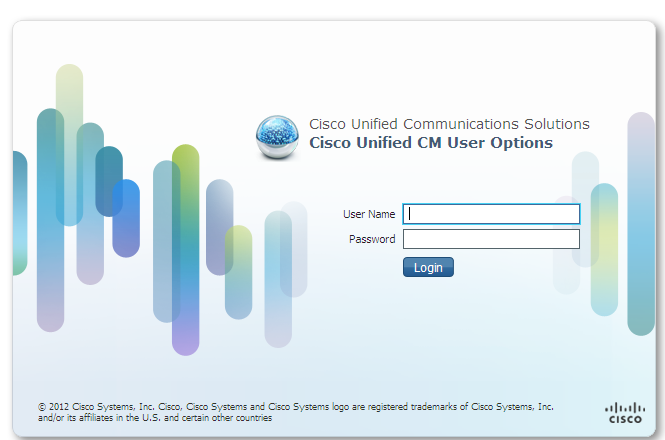 Cisco Unified Communications Solutions
Cisco Unified CM User Options
User Name
Password
Login
© 2012 Cisco Systems, Inc. Cisco, Cisco Systems and Cisco Systems logo are registered trademarks of Cisco Systems, Inc.
and/or its affiliates in the U.S. and certain other countries
CISCO